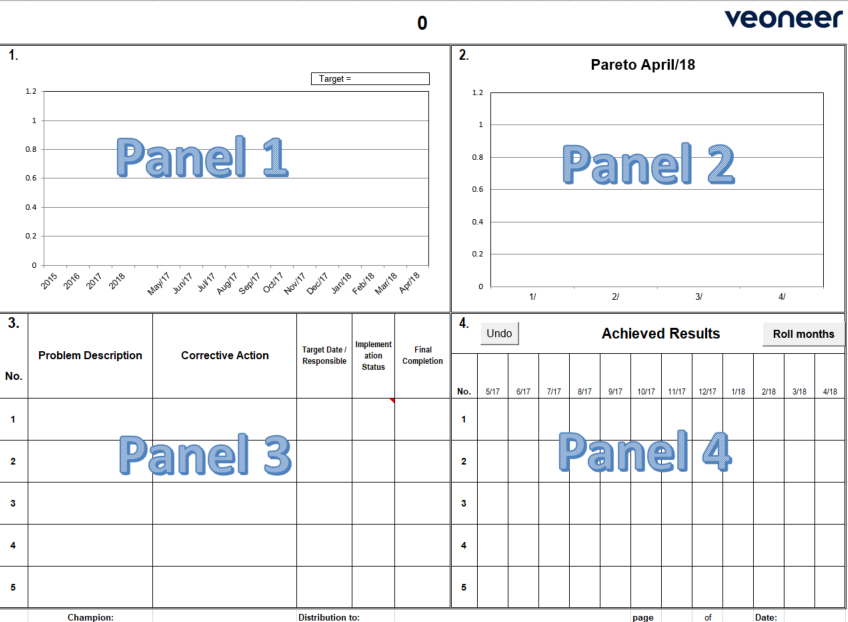 0
veoneer
1.
Target =
1.2
1
0.8
0.6
0.4
0.2
0
Panel 1
2015 2016 2017 2018 May/17 Jun/17 Jul/17 Aug/17 Sep/17 Oct/17 Nov/17 Dec/17 Jan/18 Feb/18 Mar/18 Apr/18
2.
Pareto April/18
1.2
1
0.8
0.6
0.4
0.2
0
Panel 2
1/ 2/ 3/ 4/
3.
No.
Problem Description
Corrective Action
Target Date /
Responsible
Implement
ation
Status
Final
Completion
1
2
3
4
5
Panel 3
4.
Undo
Achieved Results
Roll months
No. 5/17 6/17 7/17 8/17 9/17 10/17 11/17 12/17 1/18 2/18 3/18 4/18
1
2
3
4
5
Panel 4
Champion: Distribution to: page of Date: